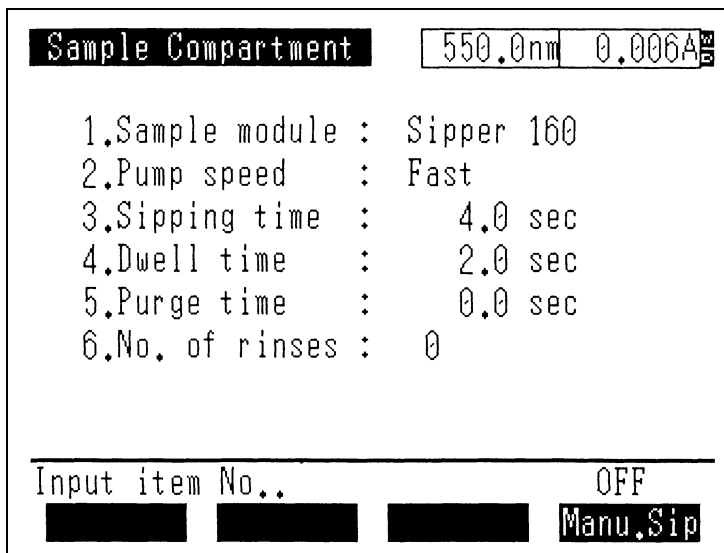 Sample Compartment 550.0nm 0.006A D W
1.Sample module : Sipper 160
2.Pump speed : Fast
3.Sipping time : 4.0 sec
4.Dwell time : 2.0 sec
5.Purge time : 0.0 sec
6.No. of rinses : 0
Input item No.. OFF
Manu.Sip